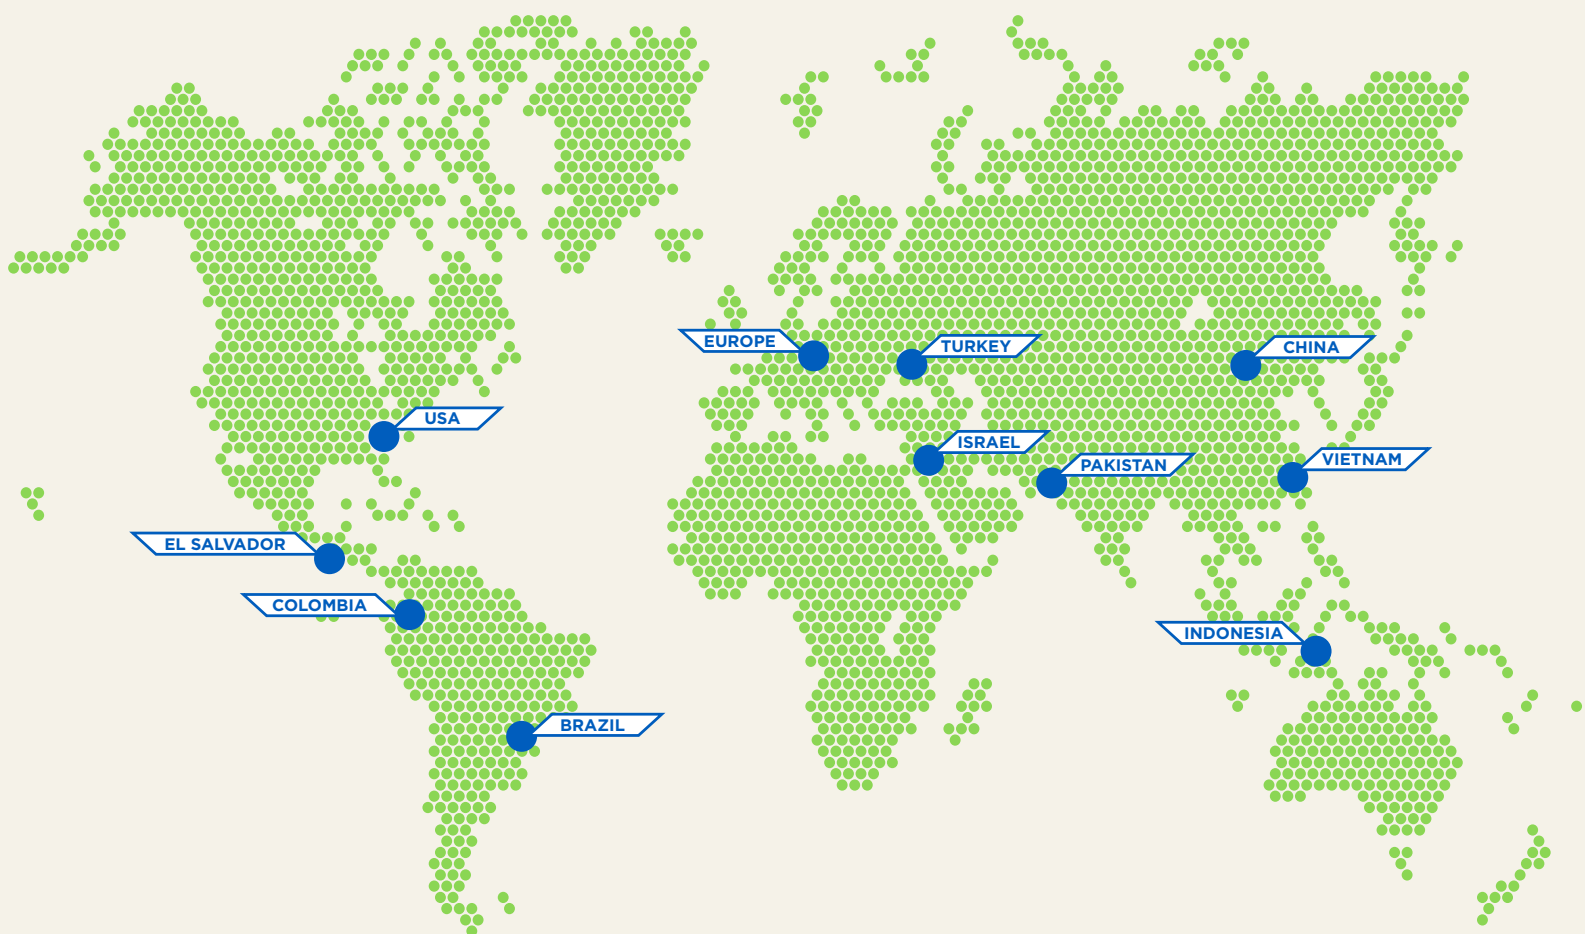 EUROPE
TURKEY
CHINA
USA
ISRAEL
PAKISTAN
VIETNAM
EL SALVADOR
COLOMBIA
INDONESIA
BRAZIL